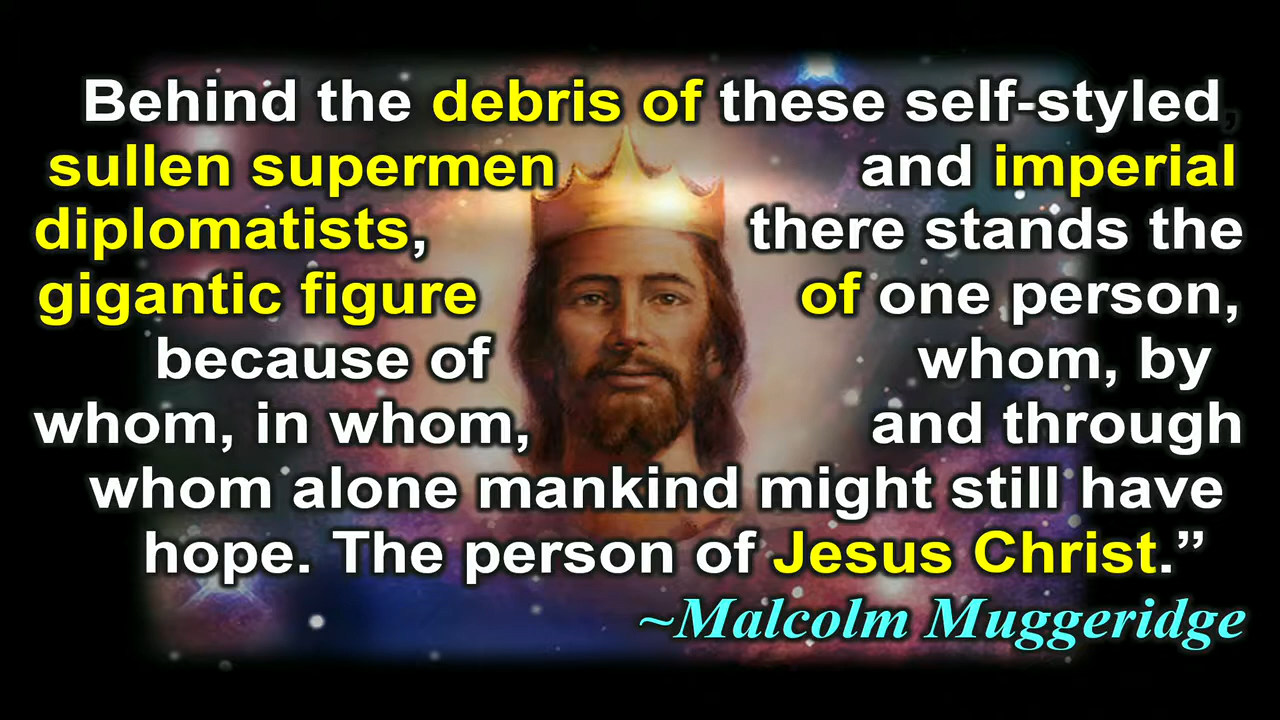 Behind the debris of these self-styled,
sullen supermen and imperial
diplomatists, there stands the
gigantic figure of one person,
because of whom, by
whom, in whom, and through
whom alone mankind might still have
hope. The person of Jesus Christ.”
~Malcolm Muggeridge